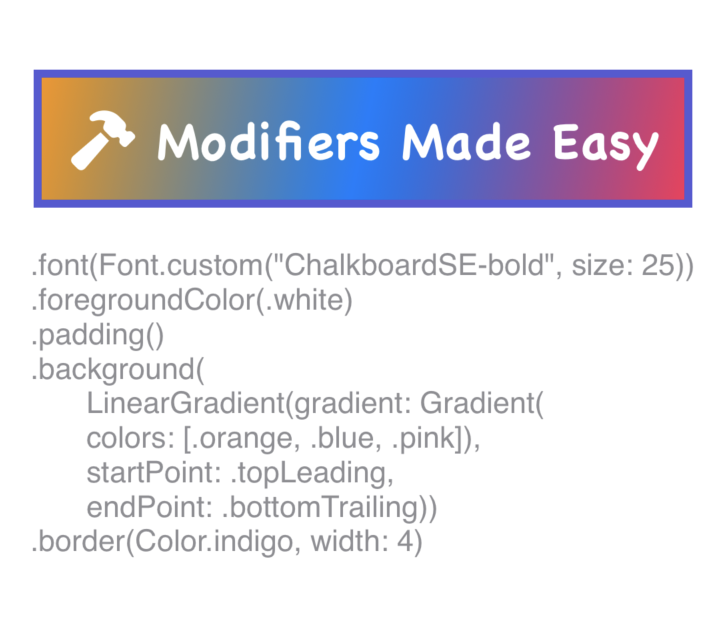 Modifiers Made Easy
.font(Font.custom("ChalkboardSE-bold", size: 25))
.foregroundColor(.white)
.padding()
.background(
LinearGradient(gradient: Gradient(
colors: [.orange, .blue, .pink]),
startPoint: .topLeading,
endPoint: .bottomTrailing))
.border(Color.indigo, width: 4)